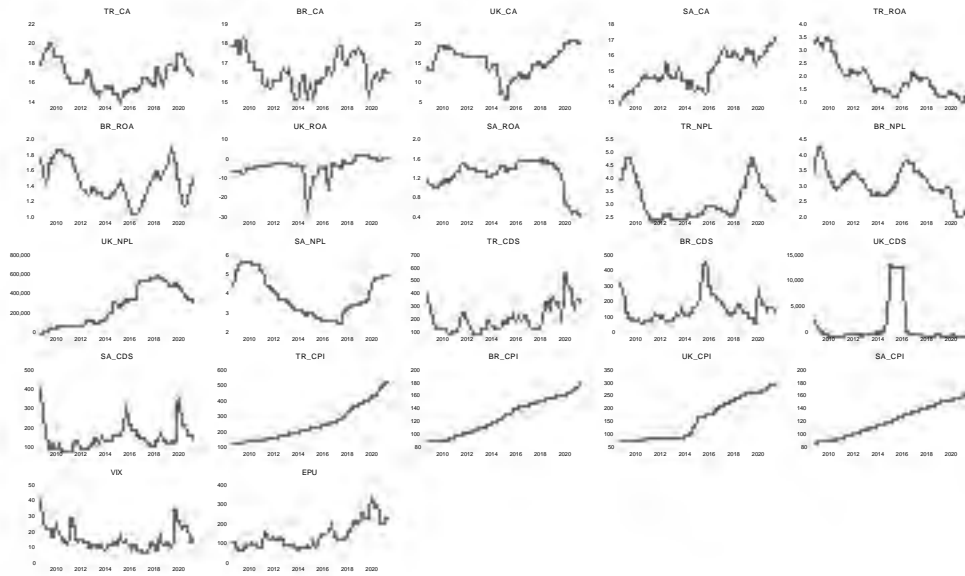 TR_CA
22
20
18
16
14
2010 2012 2014 2016 2018 2020
BR_CA
19
18
17
16
15
2010 2012 2014 2016 2018 2020
UK_CA
25
20
15
10
5
2010 2012 2014 2016 2018 2020
SA_CA
18
17
16
15
14
13
2010 2012 2014 2016 2018 2020
TR_ROA
4.0
3.5
3.0
2.5
2.0
1.5
1.0
2010 2012 2014 2016 2018 2020
BR_ROA
2.0
1.8
1.6
1.4
1.2
1.0
2010 2012 2014 2016 2018 2020
UK_ROA
10
0
-10
-20
-30
2010 2012 2014 2016 2018 2020
SA_ROA
2.0
1.6
1.2
0.8
0.4
2010 2012 2014 2016 2018 2020
TR_NPL
5.5
5.0
4.5
4.0
3.5
3.0
2.5
2010 2012 2014 2016 2018 2020
BR_NPL
4.5
4.0
3.5
3.0
2.5
2.0
2010 2012 2014 2016 2018 2020
UK_NPL
800,000
600,000
400,000
200,000
0
2010 2012 2014 2016 2018 2020
SA_NPL
6
5
4
3
2
2010 2012 2014 2016 2018 2020
TR_CDS
700
600
500
400
300
200
100
2010 2012 2014 2016 2018 2020
BR_CDS
500
400
300
200
100
0
2010 2012 2014 2016 2018 2020
UK_CDS
15,000
10,000
5,000
0
2010 2012 2014 2016 2018 2020
SA_CDS
500
400
300
200
100
2010 2012 2014 2016 2018 2020
TR_CPI
600
500
400
300
200
100
2010 2012 2014 2016 2018 2020
BR_CPI
200
180
160
140
120
100
80
2010 2012 2014 2016 2018 2020
UK_CPI
350
300
250
200
150
100
50
2010 2012 2014 2016 2018 2020
SA_CPI
200
180
160
140
120
100
80
2010 2012 2014 2016 2018 2020
VIX
50
40
30
20
10
0
2010 2012 2014 2016 2018 2020
EPU
400
300
200
100
0
2010 2012 2014 2016 2018 2020